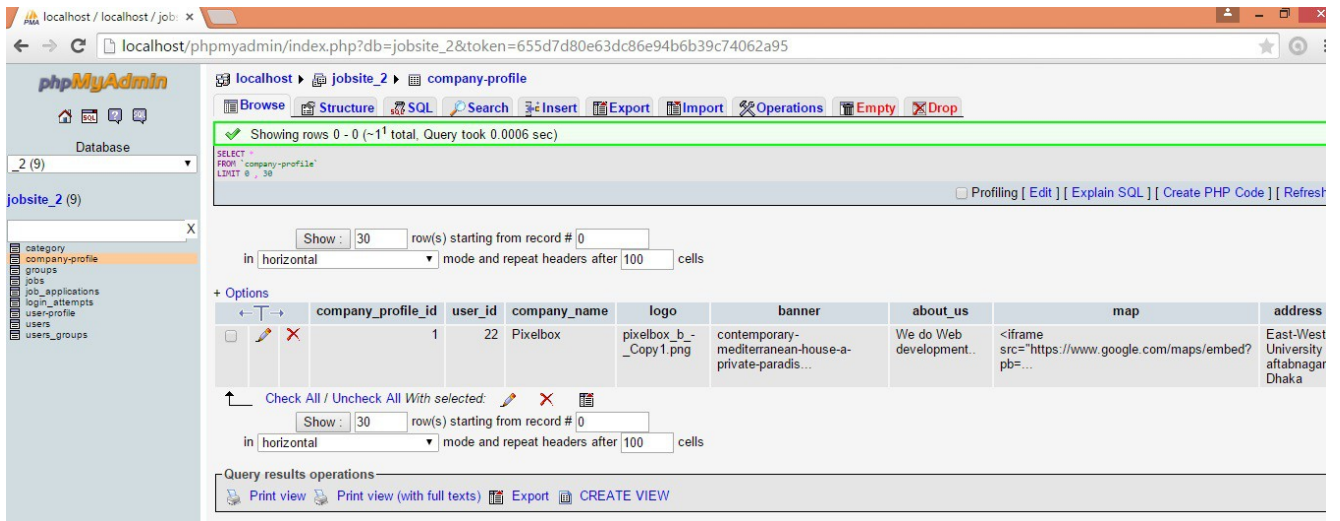 localhost / localhost / job:
localhost/phpmyadmin/index.php?db=jobsite_2&token=655d7d80e63dc86e94b6b39c74062a95
phpMyAdmin
Database
_2 (9)
jobsite_2 (9)
X
category
company-profile
groups
jobs
job_applications
login_attempts
user-profile
users
users_groups
localhost jobsite_2 company-profile
Browse Structure SQL Search Insert Export Import Operations Empty Drop
Showing rows 0 - 0 (~1¹ total, Query took 0.0006 sec)
SELECT *
FROM `company-profile`
LIMIT 0 , 30
Profiling [ Edit ] [ Explain SQL ] [ Create PHP Code ] [ Refresh
Show : 30 row(s) starting from record # 0
in horizontal mode and repeat headers after 100 cells
+ Options
company_profile_id user_id company_name logo banner about_us map address
1 22 Pixelbox pixelbox_b_-_Copy1.png contemporary-mediterranean-house-a-private-paradis... We do Web development.. <iframe src="https://www.google.com/maps/embed?pb=... East-West University aftabnagar Dhaka
Check All / Uncheck All With selected:
Show : 30 row(s) starting from record # 0
in horizontal mode and repeat headers after 100 cells
Query results operations
Print view Print view (with full texts) Export CREATE VIEW